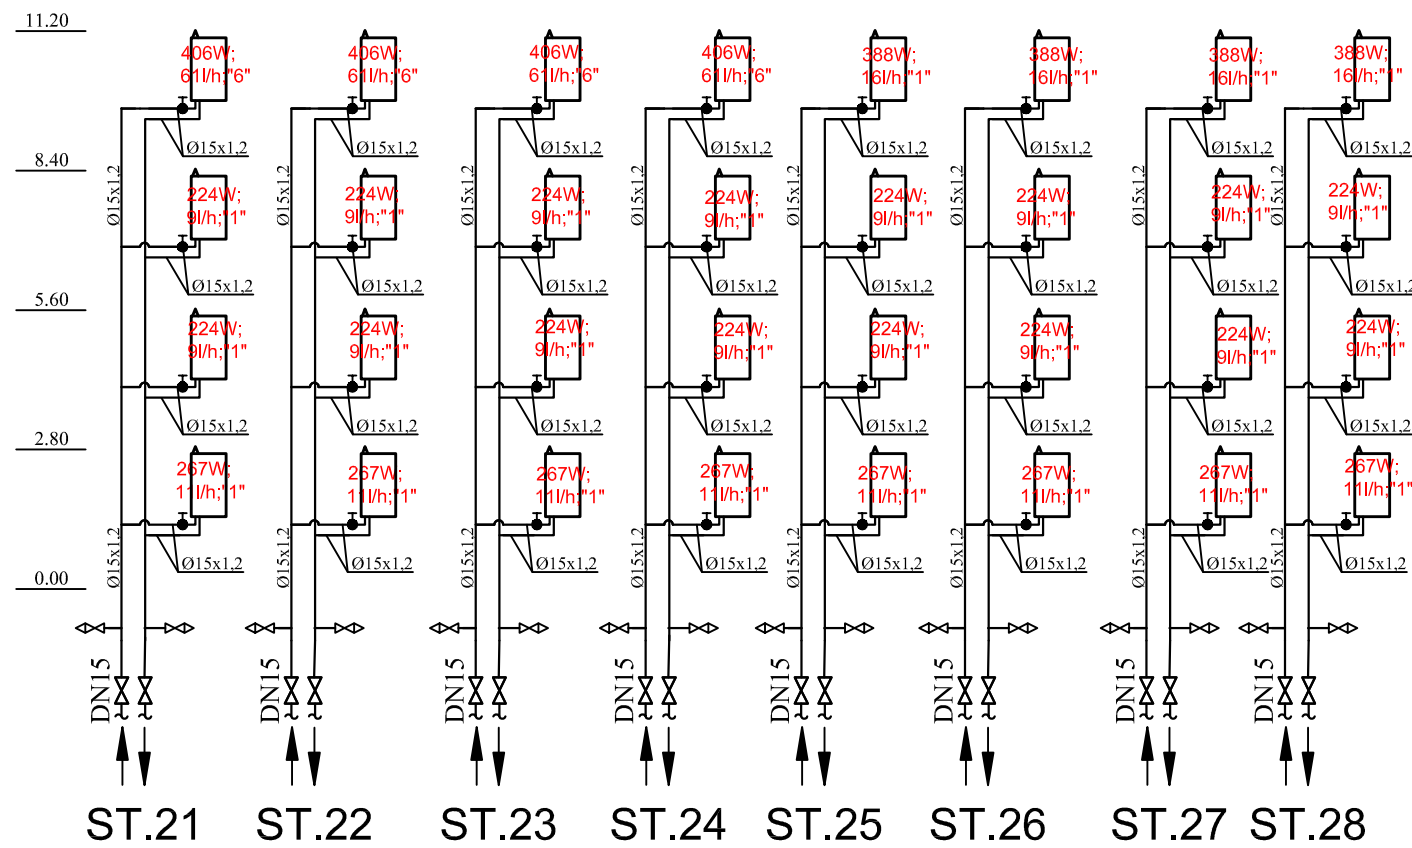 11.20
406W; 406W; 406W; 406W; 388W; 388W; 388W; 388W;
61l/h;"6" 61l/h;"6" 61l/h;"6" 61l/h;"6" 16l/h;"1" 16l/h;"1" 16l/h;"1" 16l/h;"1"
Ø15x1,2 Ø15x1,2 Ø15x1,2 Ø15x1,2 Ø15x1,2 Ø15x1,2 Ø15x1,2 Ø15x1,2
8.40
Ø15x1,2 Ø15x1,2 Ø15x1,2 Ø15x1,2 Ø15x1,2 Ø15x1,2 Ø15x1,2 Ø15x1,2
224W; 224W; 224W; 224W; 224W; 224W; 224W; 224W;
9l/h;"1" 9l/h;"1" 9l/h;"1" 9l/h;"1" 9l/h;"1" 9l/h;"1" 9l/h;"1" 9l/h;"1"
Ø15x1,2 Ø15x1,2 Ø15x1,2 Ø15x1,2 Ø15x1,2 Ø15x1,2 Ø15x1,2 Ø15x1,2
5.60
224W; 224W; 224W; 224W; 224W; 224W; 224W; 224W;
9l/h;"1" 9l/h;"1" 9l/h;"1" 9l/h;"1" 9l/h;"1" 9l/h;"1" 9l/h;"1" 9l/h;"1"
Ø15x1,2 Ø15x1,2 Ø15x1,2 Ø15x1,2 Ø15x1,2 Ø15x1,2 Ø15x1,2 Ø15x1,2
2.80
267W; 267W; 267W; 267W; 267W; 267W; 267W; 267W;
11l/h;"1" 11l/h;"1" 11l/h;"1" 11l/h;"1" 11l/h;"1" 11l/h;"1" 11l/h;"1" 11l/h;"1"
Ø15x1,2 Ø15x1,2 Ø15x1,2 Ø15x1,2 Ø15x1,2 Ø15x1,2 Ø15x1,2 Ø15x1,2
Ø15x1,2 Ø15x1,2 Ø15x1,2 Ø15x1,2 Ø15x1,2 Ø15x1,2 Ø15x1,2 Ø15x1,2
0.00
DN15 DN15 DN15 DN15 DN15 DN15 DN15 DN15
ST.21 ST.22 ST.23 ST.24 ST.25 ST.26 ST.27 ST.28